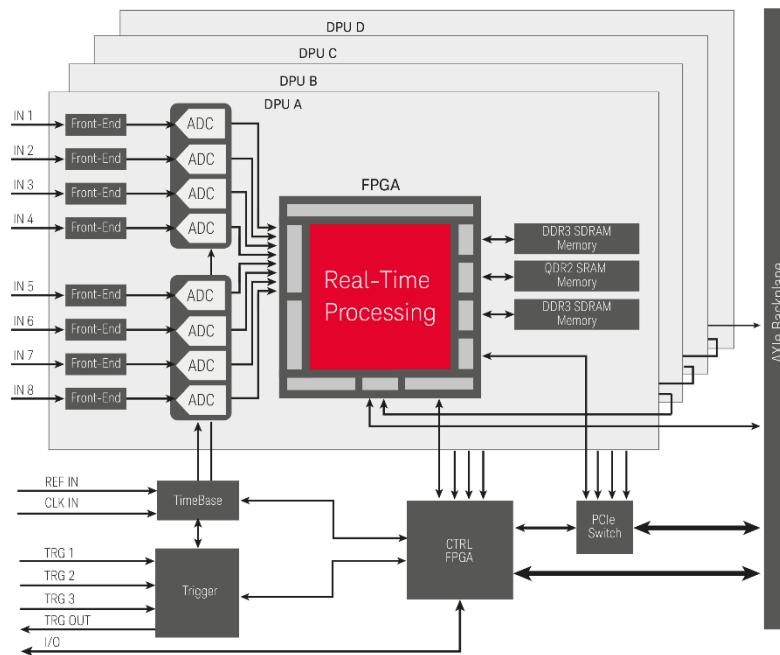 DPU D
DPU C
DPU B
DPU A
IN 1
Front-End
ADC
IN 2
Front-End
ADC
IN 3
Front-End
ADC
IN 4
Front-End
ADC
IN 5
Front-End
ADC
IN 6
Front-End
ADC
IN 7
Front-End
ADC
IN 8
Front-End
ADC
FPGA
Real-Time
Processing
DDR3 SDRAM
Memory
QDR2 SRAM
Memory
DDR3 SDRAM
Memory
AXIe Backplane
REF IN
CLK IN
TimeBase
TRG 1
TRG 2
TRG 3
TRG OUT
I/O
Trigger
CTRL
FPGA
PCIe
Switch